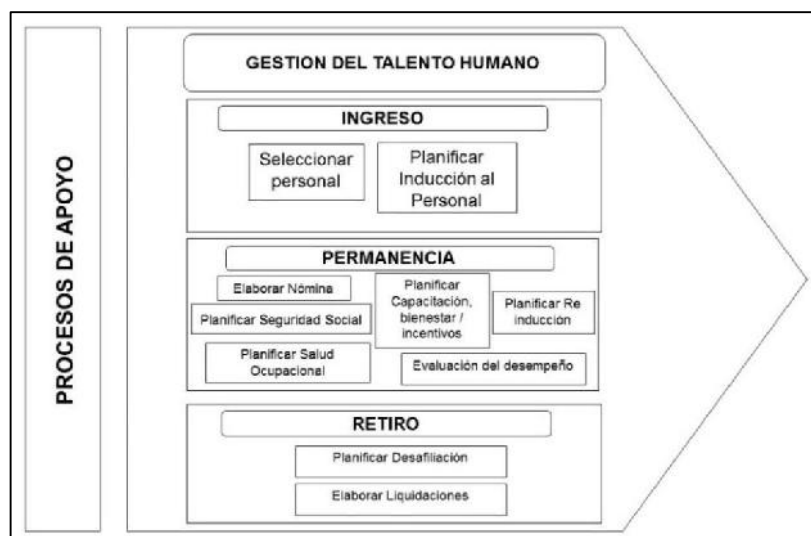 PROCESOS DE APOYO
GESTION DEL TALENTO HUMANO
INGRESO
Seleccionar
personal
Planificar
Inducción al
Personal
PERMANENCIA
Elaborar Nómina
Planificar Seguridad Social
Planificar Salud
Ocupacional
Planificar
Capacitación,
bienestar /
incentivos
Planificar Re
inducción
Evaluación del desempeño
RETIRO
Planificar Desafiliación
Elaborar Liquidaciones